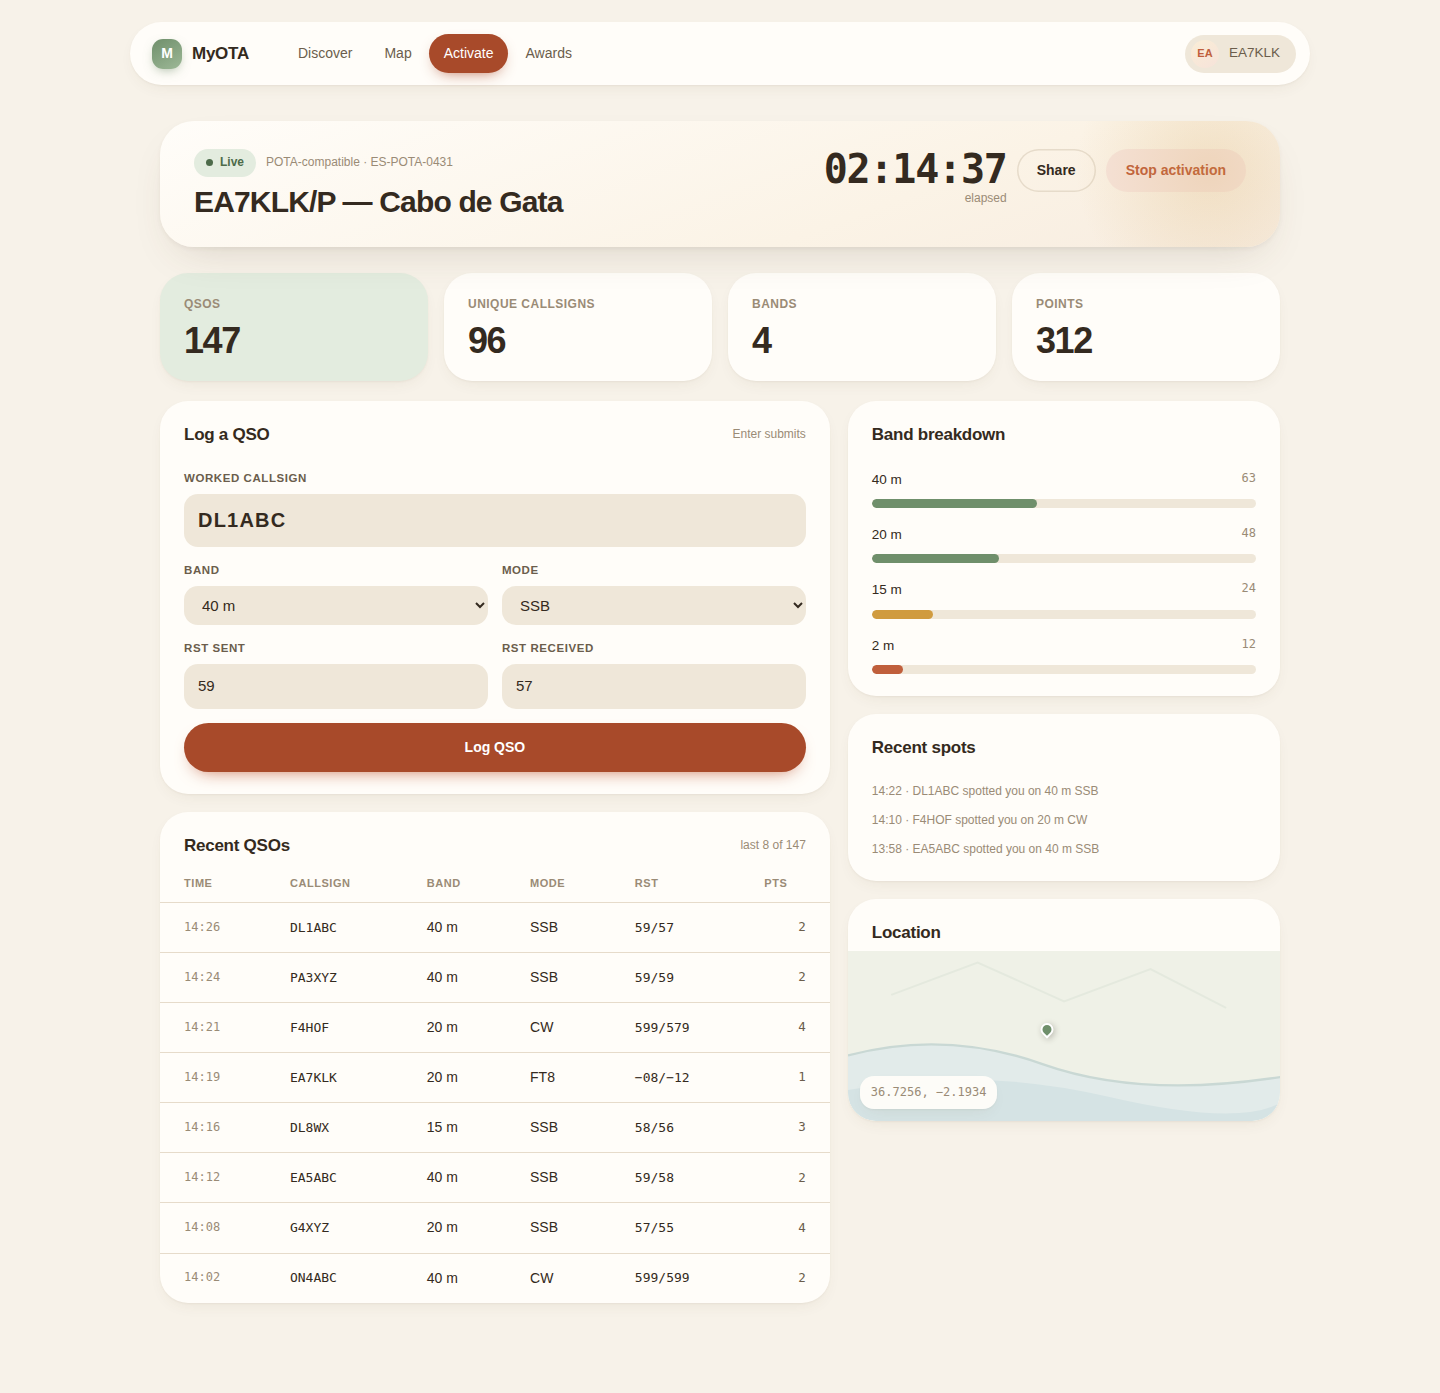 M MyOTA Discover Map Activate Awards EA EA7KLK
Live POTA-compatible · ES-POTA-0431
EA7KLK/P — Cabo de Gata
02:14:37
elapsed
Share
Stop activation
QSOS
147
UNIQUE CALLSIGNS
96
BANDS
4
POINTS
312
Log a QSO Enter submits
WORKED CALLSIGN
DL1ABC
BAND MODE
40 m SSB
RST SENT RST RECEIVED
59 57
Log QSO
Recent QSOs last 8 of 147
TIME CALLSIGN BAND MODE RST PTS
14:26 DL1ABC 40 m SSB 59/57 2
14:24 PA3XYZ 40 m SSB 59/59 2
14:21 F4HOF 20 m CW 599/579 4
14:19 EA7KLK 20 m FT8 −08/−12 1
14:16 DL8WX 15 m SSB 58/56 3
14:12 EA5ABC 40 m SSB 59/58 2
14:08 G4XYZ 20 m SSB 57/55 4
14:02 ON4ABC 40 m CW 599/599 2
Band breakdown
40 m 63
20 m 48
15 m 24
2 m 12
Recent spots
14:22 · DL1ABC spotted you on 40 m SSB
14:10 · F4HOF spotted you on 20 m CW
13:58 · EA5ABC spotted you on 40 m SSB
Location
36.7256, −2.1934